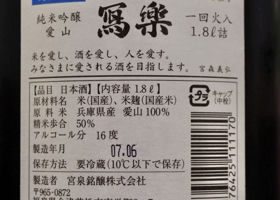 純米吟醸
愛山
寫樂
一回火入
1.8ℓ詰
米を愛し、酒を愛し、人を愛す。
みなさまに愛される酒を目指します。 宮森義弘
【品目 日本酒】【内容量 1.8ℓ】
原材料名 米(国産)、米麹(国産米)
原料米 兵庫県産 愛山 100%
精米歩合 50%
アルコール分 16度
製造年月 07.06
保存方法 要冷蔵(10℃以下で保存)
製造者 宮泉銘醸株式会社
〒965-0872
紙
キャップ
(中栓)
76425 111170